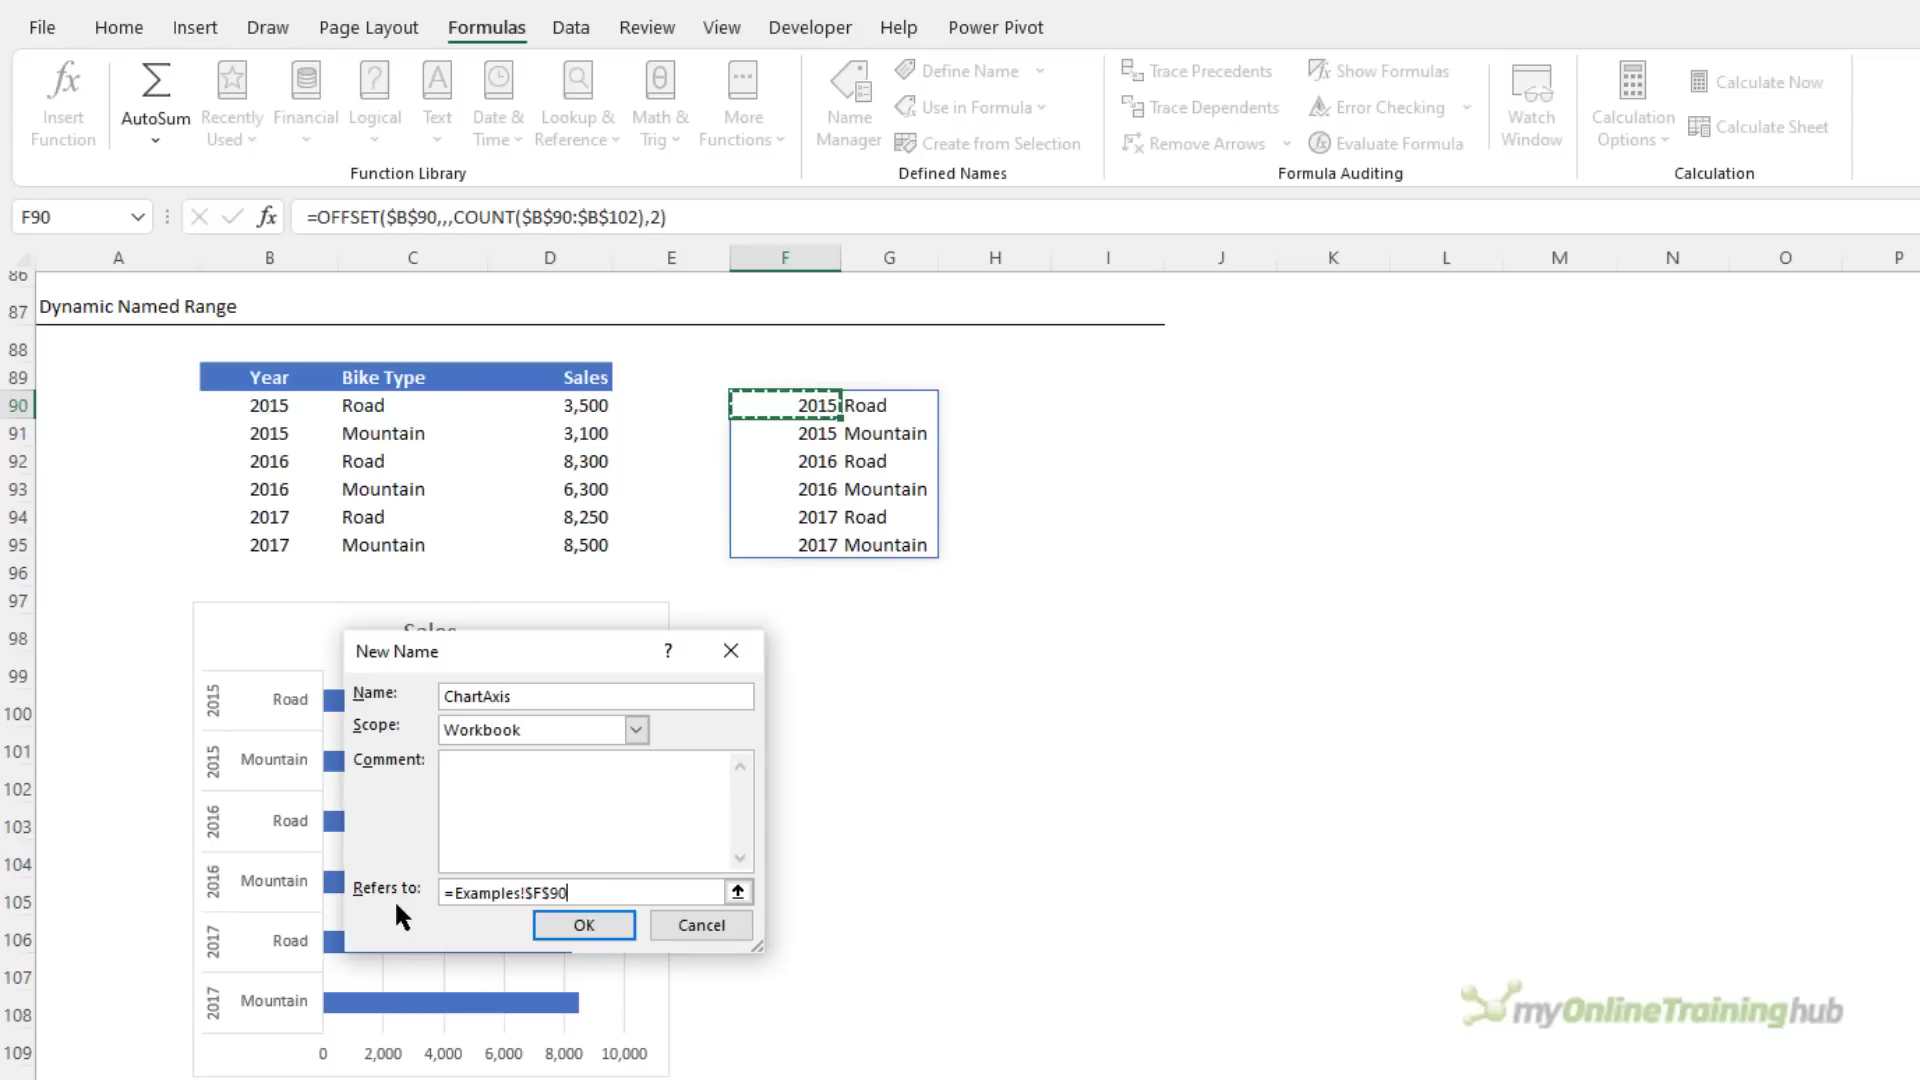 File Home Insert Draw Page Layout Formulas Data Review View Developer Help Power Pivot
fx Insert Function
Σ AutoSum
Recently Used
Financial
Logical
A Text
Date & Time
Lookup & Reference
θ Math & Trig
More Functions
Function Library
Name Manager
Define Name
Use in Formula
Create from Selection
Defined Names
Trace Precedents
Trace Dependents
Remove Arrows
fx Show Formulas
Error Checking
Evaluate Formula
Formula Auditing
Watch Window
Calculation Options
Calculate Now
Calculate Sheet
Calculation
F90 fx =OFFSET($B$90,,,COUNT($B$90:$B$102),2)
A B C D E F G H I J K L M N O P
86
87 Dynamic Named Range
88
89 Year Bike Type Sales
90 2015 Road 3,500 2015 Road
91 2015 Mountain 3,100 2015 Mountain
92 2016 Road 8,300 2016 Road
93 2016 Mountain 6,300 2016 Mountain
94 2017 Road 8,250 2017 Road
95 2017 Mountain 8,500 2017 Mountain
96
97
98
99
100
101
102
103
104
105
106
107
108
109
Sales
2015 Road
2015 Mountain
2016 Road
2016 Mountain
2017 Road
2017 Mountain
0 2,000 4,000 6,000 8,000 10,000
New Name ?
Name: ChartAxis
Scope: Workbook
Comment:
Refers to: =Examples!$F$90
OK Cancel
myOnlineTraininghub